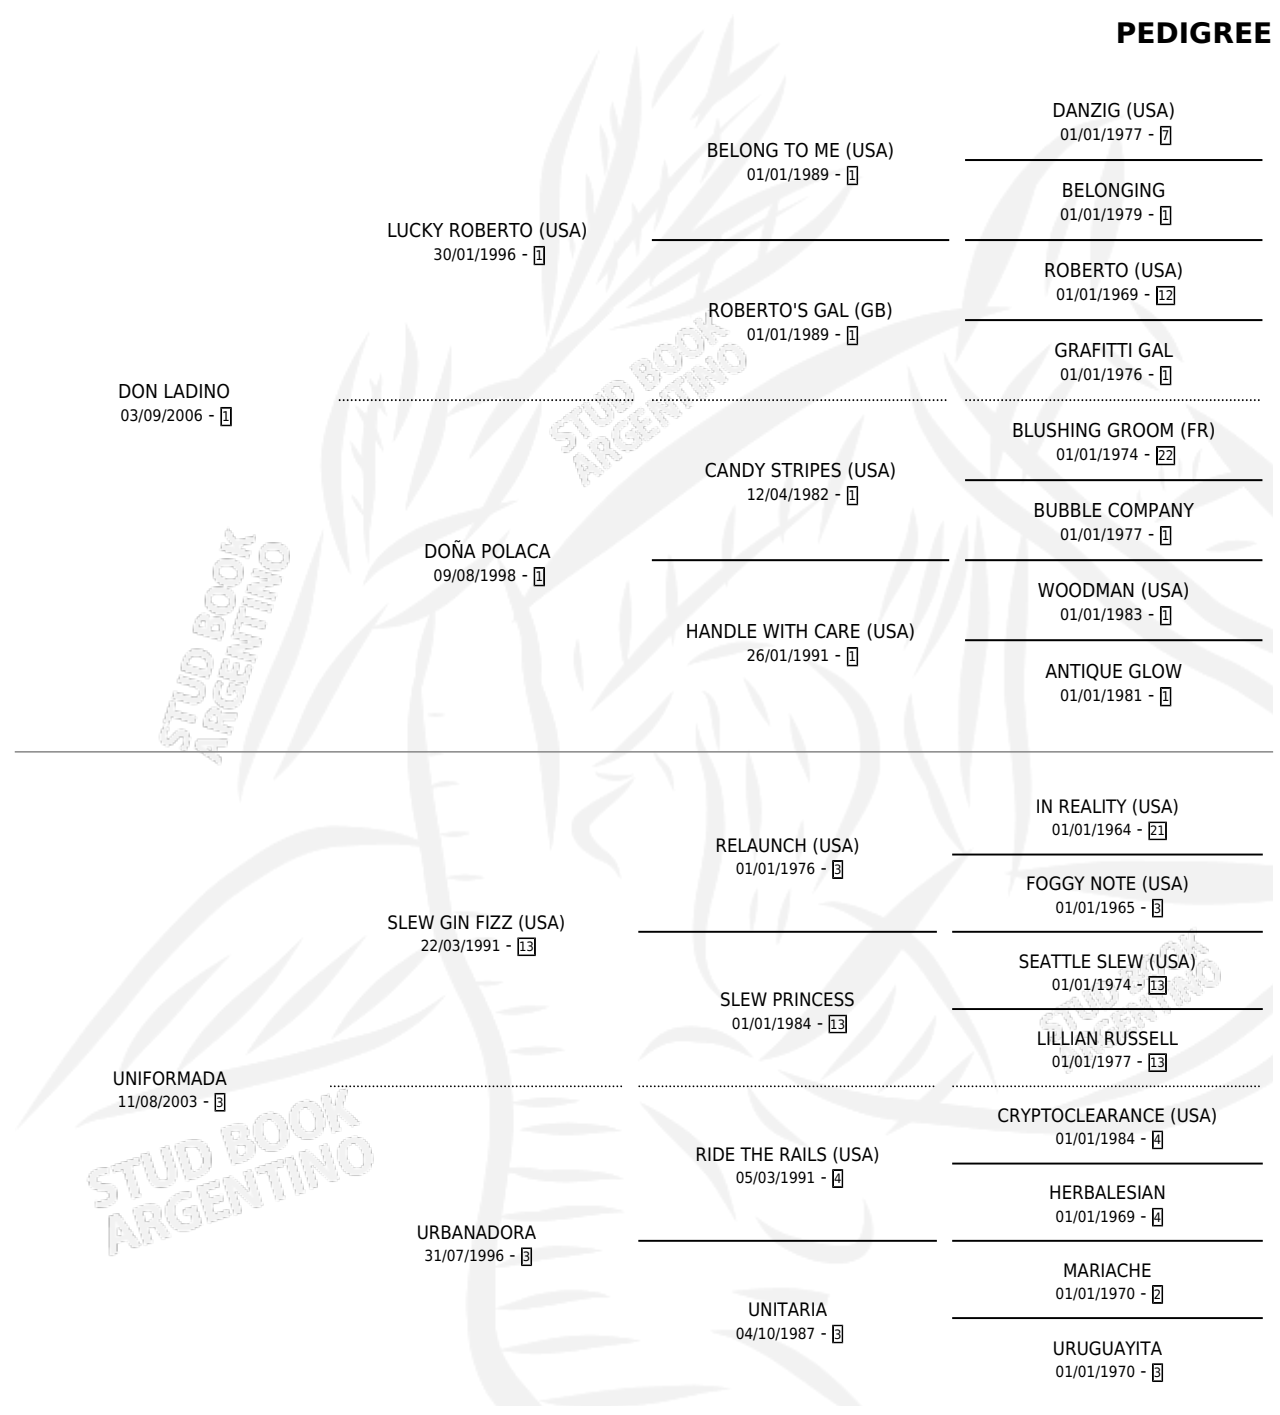 PEDIGREE
DANZIG (USA)
01/01/1977 - 7
BELONG TO ME (USA)
01/01/1989 - 1
BELONGING
01/01/1979 - 1
LUCKY ROBERTO (USA)
30/01/1996 - 1
ROBERTO (USA)
01/01/1969 - 12
ROBERTO'S GAL (GB)
01/01/1989 - 1
GRAFITTI GAL
01/01/1976 - 1
DON LADINO
03/09/2006 - 1
BLUSHING GROOM (FR)
01/01/1974 - 22
CANDY STRIPES (USA)
12/04/1982 - 1
BUBBLE COMPANY
01/01/1977 - 1
DOÑA POLACA
09/08/1998 - 1
WOODMAN (USA)
01/01/1983 - 1
HANDLE WITH CARE (USA)
26/01/1991 - 1
ANTIQUE GLOW
01/01/1981 - 1
IN REALITY (USA)
01/01/1964 - 21
RELAUNCH (USA)
01/01/1976 - 3
FOGGY NOTE (USA)
01/01/1965 - 3
SLEW GIN FIZZ (USA)
22/03/1991 - 13
SEATTLE SLEW (USA)
01/01/1974 - 13
SLEW PRINCESS
01/01/1984 - 13
LILLIAN RUSSELL
01/01/1977 - 13
UNIFORMADA
11/08/2003 - 3
CRYPTOCLEARANCE (USA)
01/01/1984 - 4
RIDE THE RAILS (USA)
05/03/1991 - 4
HERBALESIAN
01/01/1969 - 4
URBANADORA
31/07/1996 - 3
MARIACHE
01/01/1970 - 2
UNITARIA
04/10/1987 - 3
URUGUAYITA
01/01/1970 - 3
STUD BOOK
ARGENTINO
STUD BOOK
ARGENTINO
STUD BOOK
ARGENTINO
STUD BOOK
ARGENTINO